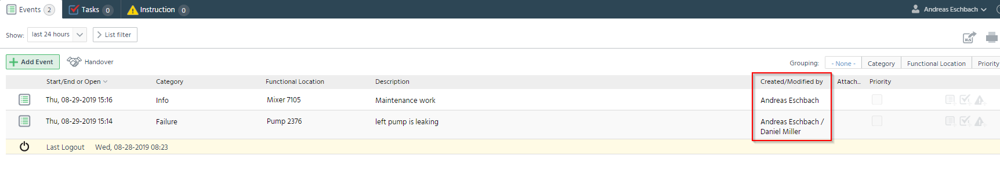 Events 2 Tasks 0 Instruction 0 Andreas Eschbach
Show: last 24 hours List filter XLS
Add Event Handover Grouping: - None - Category Functional Location Priority
Start/End or Open Category Functional Location Description Created/Modified by Attach... Priority
Thu, 08-29-2019 15:16 Info Mixer 7105 Maintenance work Andreas Eschbach
Thu, 08-29-2019 15:14 Failure Pump 2376 left pump is leaking Andreas Eschbach /
Daniel Miller
Last Logout Wed, 08-28-2019 08:23